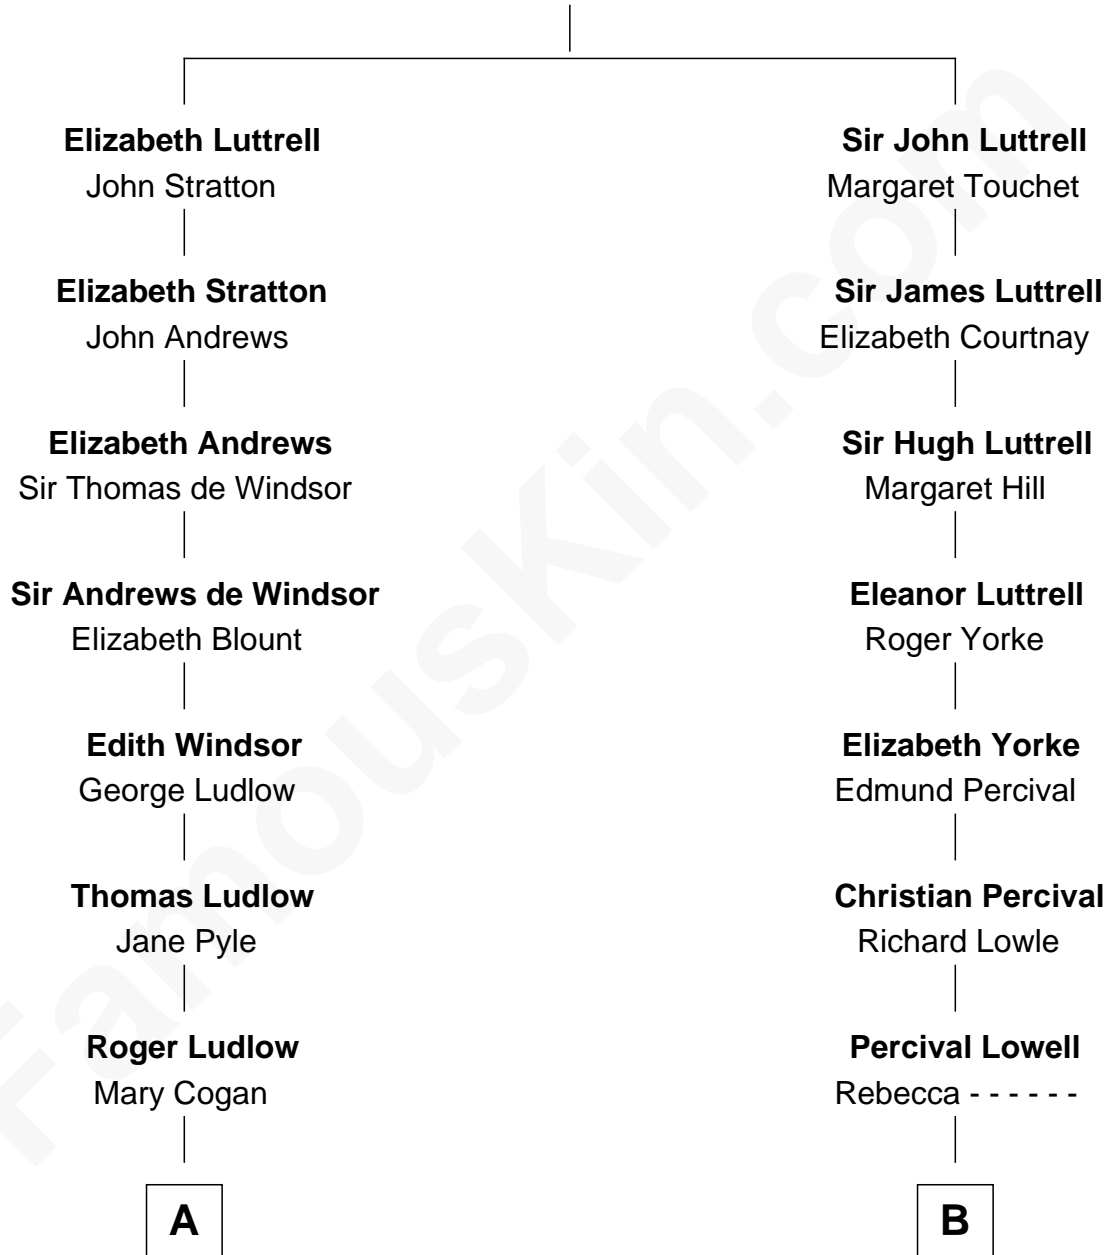 Elizabeth Luttrell
John Stratton
Elizabeth Stratton
John Andrews
Elizabeth Andrews
Sir Thomas de Windsor
Sir Andrews de Windsor
Elizabeth Blount
Edith Windsor
George Ludlow
Thomas Ludlow
Jane Pyle
Roger Ludlow
Mary Cogan
A
Sir John Luttrell
Margaret Touchet
Sir James Luttrell
Elizabeth Courtnay
Sir Hugh Luttrell
Margaret Hill
Eleanor Luttrell
Roger Yorke
Elizabeth Yorke
Edmund Percival
Christian Percival
Richard Lowle
Percival Lowell
Rebecca - - - - - -
B
FamousKin.com